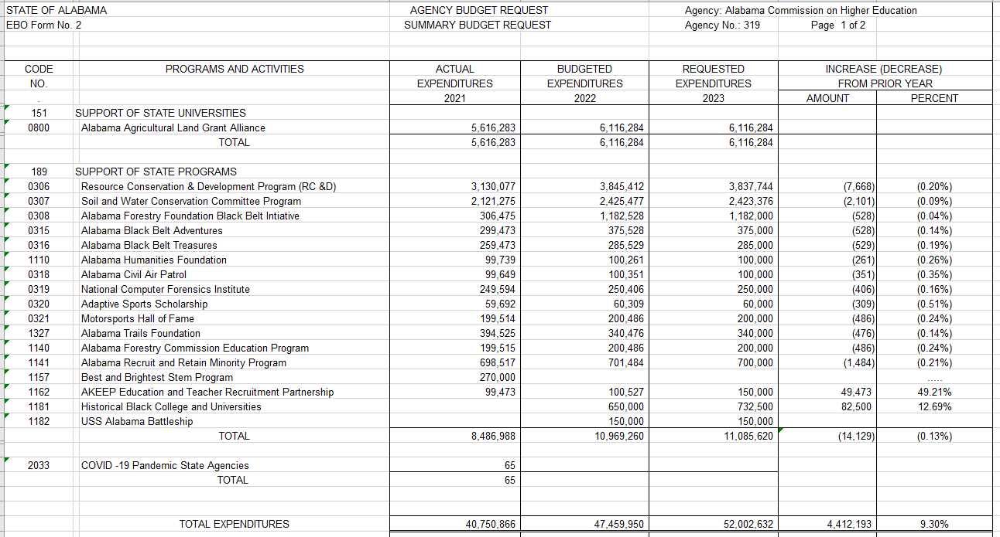 STATE OF ALABAMA AGENCY BUDGET REQUEST Agency: Alabama Commission on Higher Education
EBO Form No. 2 SUMMARY BUDGET REQUEST Agency No.: 319 Page 1 of 2
CODE PROGRAMS AND ACTIVITIES ACTUAL BUDGETED REQUESTED INCREASE (DECREASE)
NO. EXPENDITURES EXPENDITURES EXPENDITURES FROM PRIOR YEAR
. 2021 2022 2023 AMOUNT PERCENT
151 SUPPORT OF STATE UNIVERSITIES
0800 Alabama Agricultural Land Grant Alliance 5,616,283 6,116,284 6,116,284
TOTAL 5,616,283 6,116,284 6,116,284
189 SUPPORT OF STATE PROGRAMS
0306 Resource Conservation & Development Program (RC &D) 3,130,077 3,845,412 3,837,744 (7,668) (0.20%)
0307 Soil and Water Conservation Committee Program 2,121,275 2,425,477 2,423,376 (2,101) (0.09%)
0308 Alabama Forestry Foundation Black Belt Intiative 306,475 1,182,528 1,182,000 (528) (0.04%)
0315 Alabama Black Belt Adventures 299,473 375,528 375,000 (528) (0.14%)
0316 Alabama Black Belt Treasures 259,473 285,529 285,000 (529) (0.19%)
1110 Alabama Humanities Foundation 99,739 100,261 100,000 (261) (0.26%)
0318 Alabama Civil Air Patrol 99,649 100,351 100,000 (351) (0.35%)
0319 National Computer Forensics Institute 249,594 250,406 250,000 (406) (0.16%)
0320 Adaptive Sports Scholarship 59,692 60,309 60,000 (309) (0.51%)
0321 Motorsports Hall of Fame 199,514 200,486 200,000 (486) (0.24%)
1327 Alabama Trails Foundation 394,525 340,476 340,000 (476) (0.14%)
1140 Alabama Forestry Commission Education Program 199,515 200,486 200,000 (486) (0.24%)
1141 Alabama Recruit and Retain Minority Program 698,517 701,484 700,000 (1,484) (0.21%)
1157 Best and Brightest Stem Program 270,000 .....
1162 AKEEP Education and Teacher Recruitment Partnership 99,473 100,527 150,000 49,473 49.21%
1181 Historical Black College and Universities 650,000 732,500 82,500 12.69%
1182 USS Alabama Battleship 150,000 150,000
TOTAL 8,486,988 10,969,260 11,085,620 (14,129) (0.13%)
2033 COVID -19 Pandemic State Agencies 65
TOTAL 65
TOTAL EXPENDITURES 40,750,866 47,459,950 52,002,632 4,412,193 9.30%